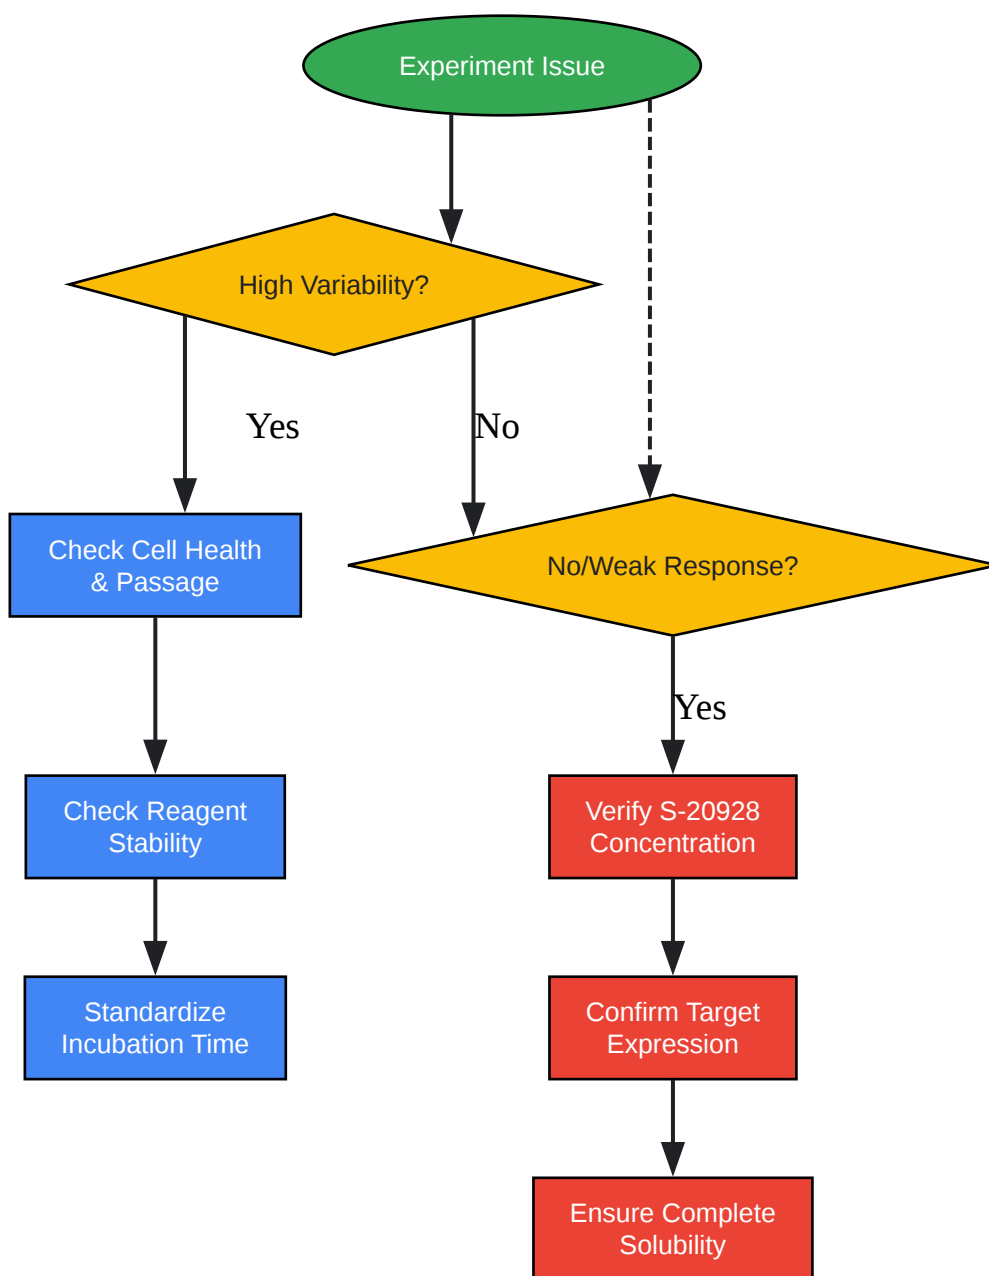 Experiment Issue
High Variability?
Yes
No
Check Cell Health
& Passage
No/Weak Response?
Yes
Check Reagent
Stability
Verify S-20928
Concentration
Standardize
Incubation Time
Confirm Target
Expression
Ensure Complete
Solubility